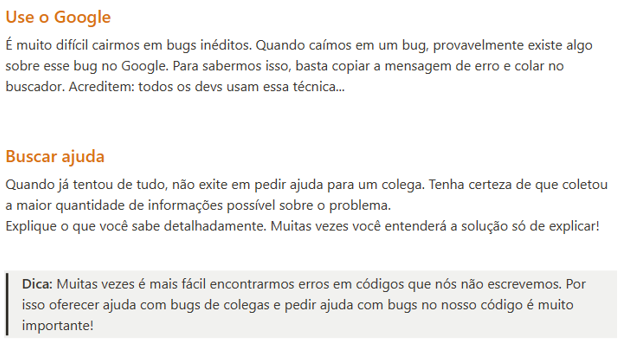 Use o Google
É muito difícil cairmos em bugs inéditos. Quando caímos em um bug, provavelmente existe algo
sobre esse bug no Google. Para sabermos isso, basta copiar a mensagem de erro e colar no
buscador. Acreditem: todos os devs usam essa técnica...
Buscar ajuda
Quando já tentou de tudo, não exite em pedir ajuda para um colega. Tenha certeza de que coletou
a maior quantidade de informações possível sobre o problema.
Explique o que você sabe detalhadamente. Muitas vezes você entenderá a solução só de explicar!
Dica: Muitas vezes é mais fácil encontrarmos erros em códigos que nós não escrevemos. Por
isso oferecer ajuda com bugs de colegas e pedir ajuda com bugs no nosso código é muito
importante!